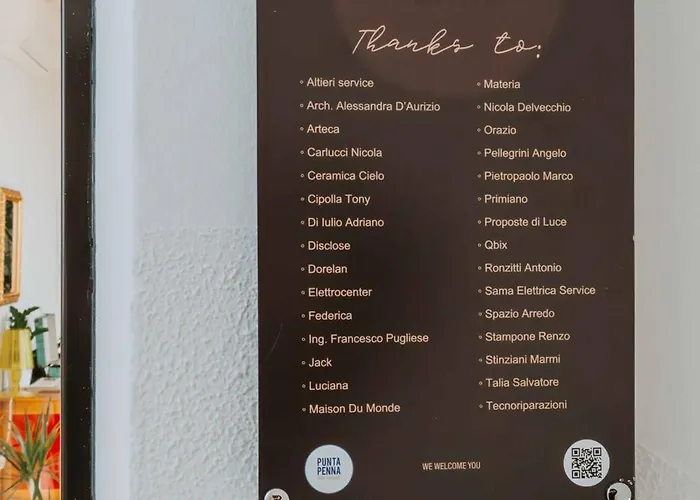 Thanks to:
Altieri service
Arch. Alessandra D'Aurizio
Arteca
Carlucci Nicola
Ceramica Cielo
Cipolla Tony
Di Iulio Adriano
Disclose
Dorelan
Elettrocenter
Federica
Ing. Francesco Pugliese
Jack
Luciana
Maison Du Monde
Materia
Nicola Delvecchio
Orazio
Pellegrini Angelo
Pietropaolo Marco
Primiano
Proposte di Luce
Qbix
Ronzitti Antonio
Sama Elettrica Service
Spazio Arredo
Stampone Renzo
Stinziani Marmi
Talia Salvatore
Tecnoriparazioni
PUNTA
PENNA
WE WELCOME YOU